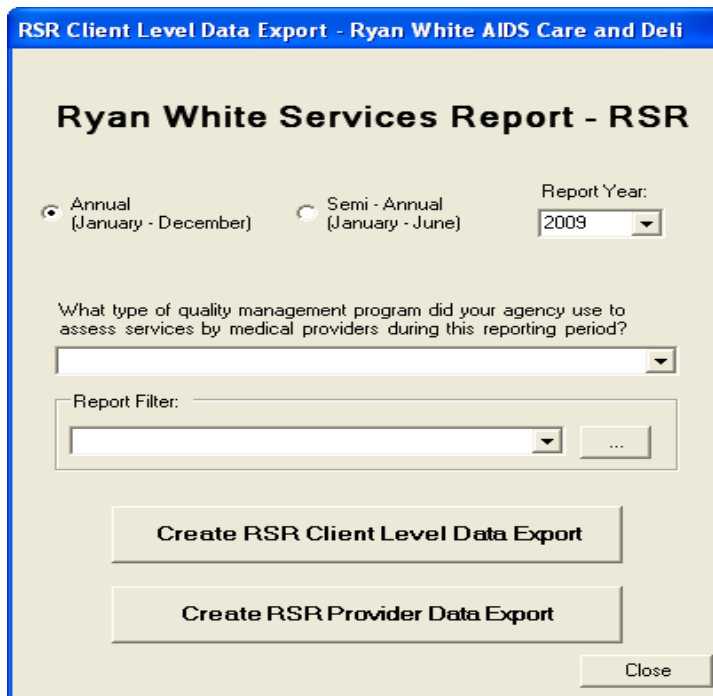 RSR Client Level Data Export - Ryan White AIDS Care and Deli
Ryan White Services Report - RSR
Annual
(January - December)
Semi - Annual
(January - June)
Report Year:
2009
What type of quality management program did your agency use to
assess services by medical providers during this reporting period?
Report Filter:
...
Create RSR Client Level Data Export
Create RSR Provider Data Export
Close